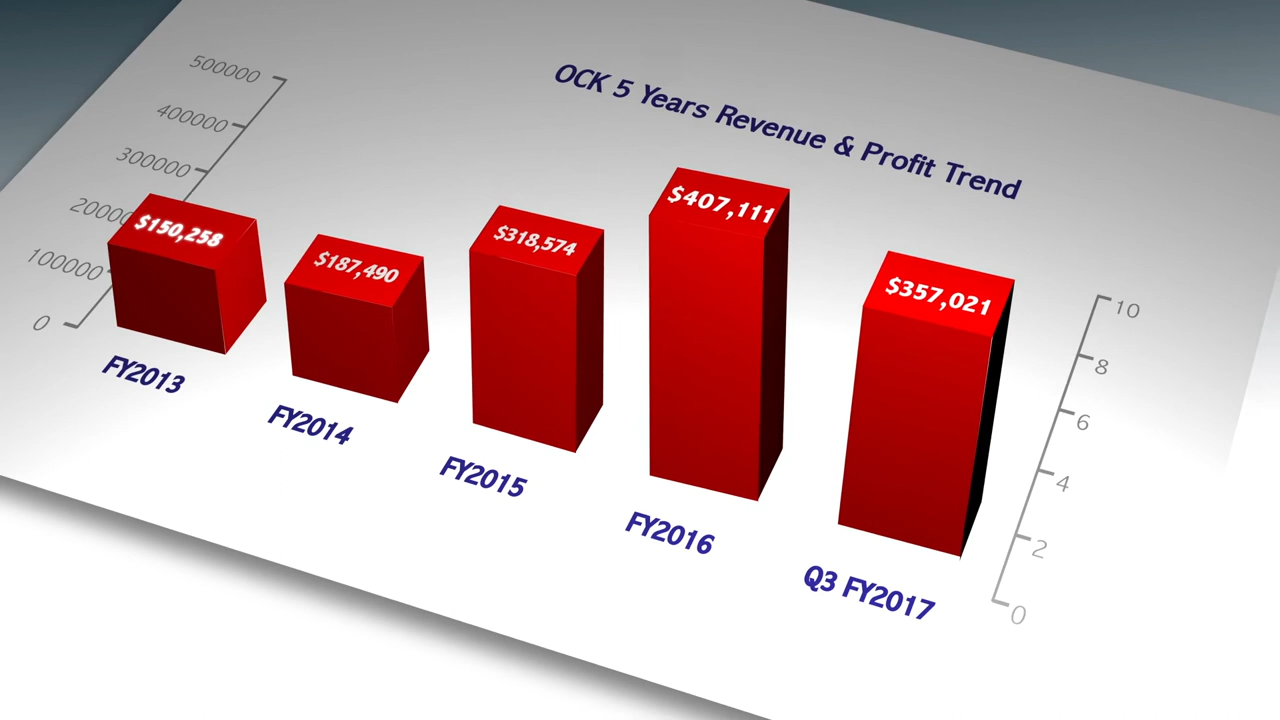 OCK 5 Years Revenue & Profit Trend
500000
400000
300000
20000
100000
0
$150,258
$187,490
$318,574
$407,111
$357,021
FY2013
FY2014
FY2015
FY2016
Q3 FY2017
10
8
6
4
2
0